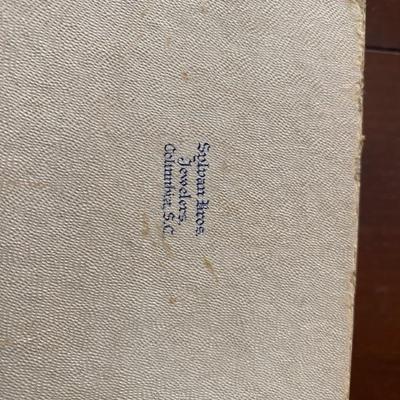 Sylvan Bros.
Jewelers.
Columbia, S.C.